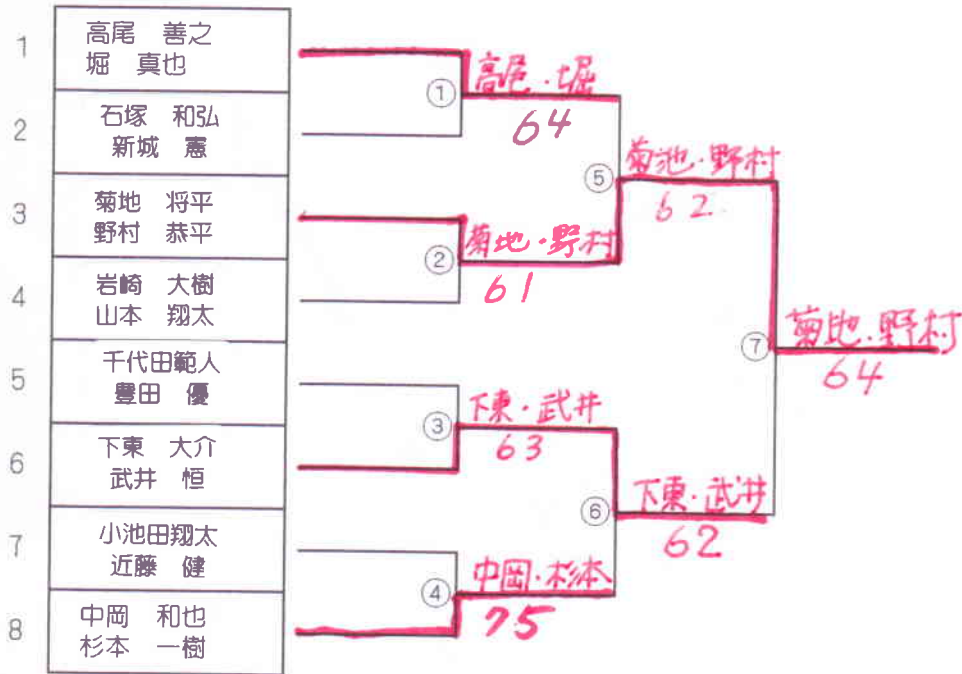 1
高尾 善之
堀 真也
2
石塚 和弘
新城 憲
3
菊地 将平
野村 恭平
4
岩崎 大樹
山本 翔太
5
千代田範人
豊田 優
6
下東 大介
武井 恒
7
小池田翔太
近藤 健
8
中岡 和也
杉本 一樹
①
高尾・堀
64
②
菊地・野村
61
③
下東・武井
63
④
中岡・杉本
75
⑤
菊池・野村
62
⑥
下東・武井
62
⑦
菊地・野村
64